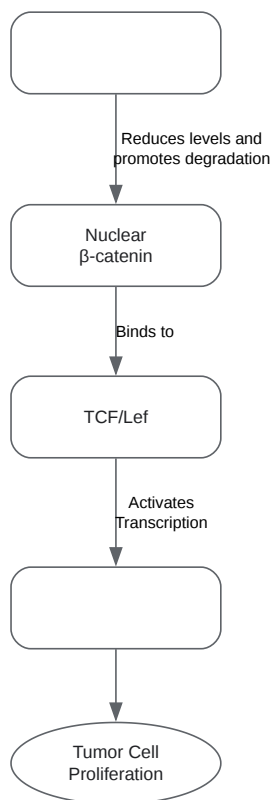 Reduces levels and
promotes degradation
Nuclear
β-catenin
Binds to
TCF/Lef
Activates
Transcription
Tumor Cell
Proliferation